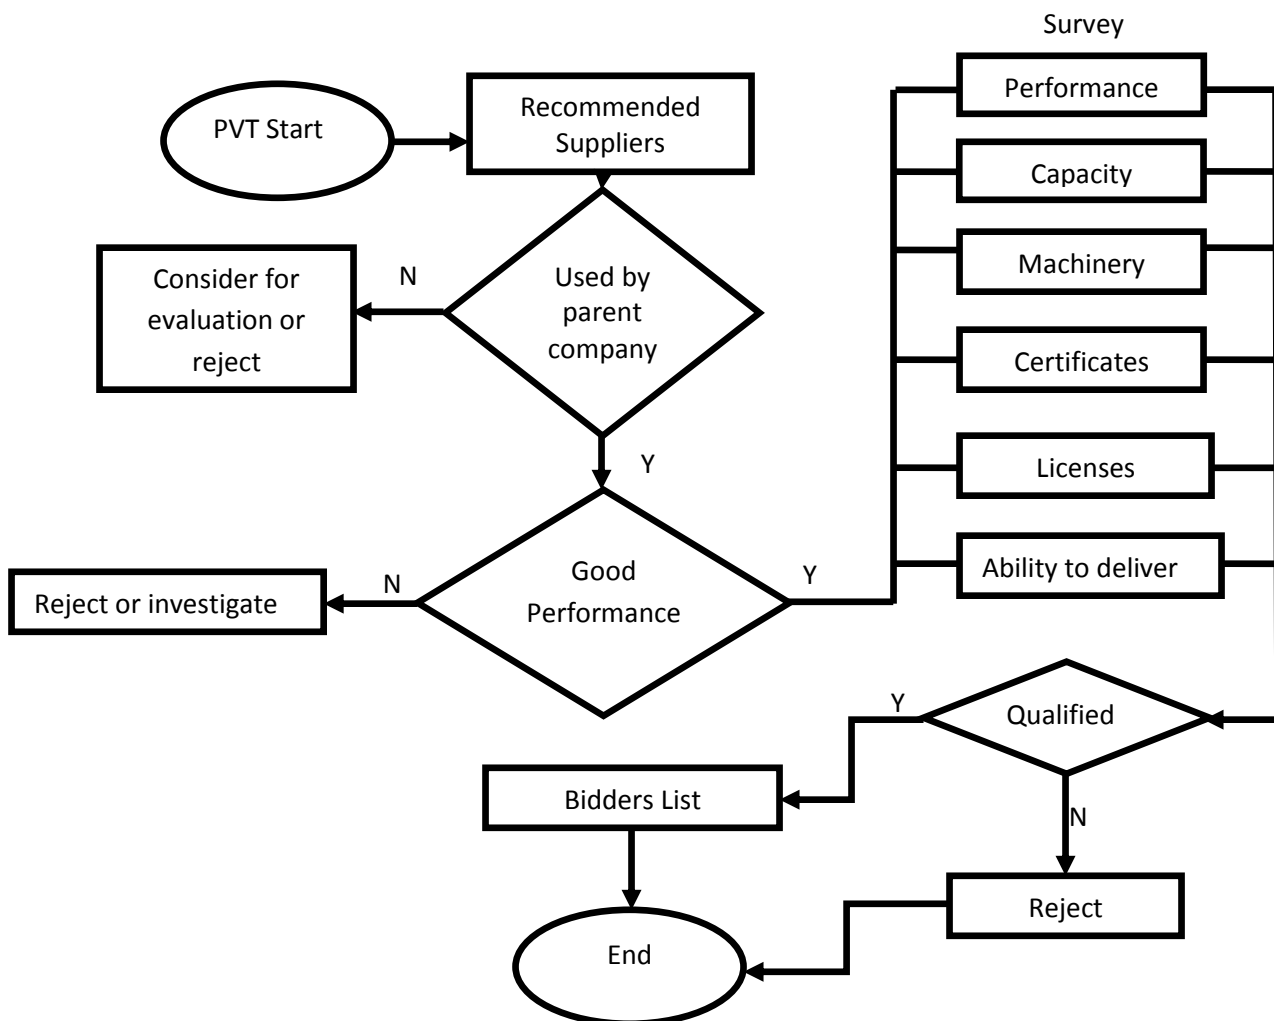 Survey
PVT Start
Recommended
Suppliers
Performance
Capacity
Machinery
Certificates
Licenses
Ability to deliver
N
Consider for
evaluation or
reject
Used by
parent
company
Y
N
Reject or investigate
Good
Performance
Y
Y
Qualified
Bidders List
N
Reject
End